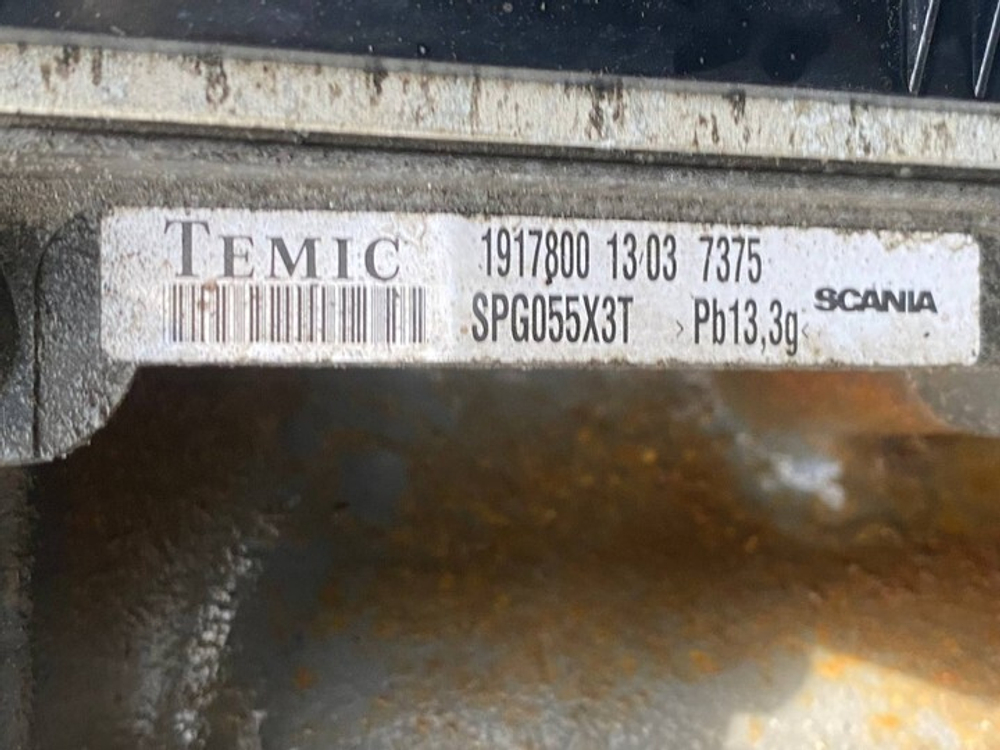 TEMIC
1917800 13 03 7375
SPG055X3T >Pb13,3g<
SCANIA